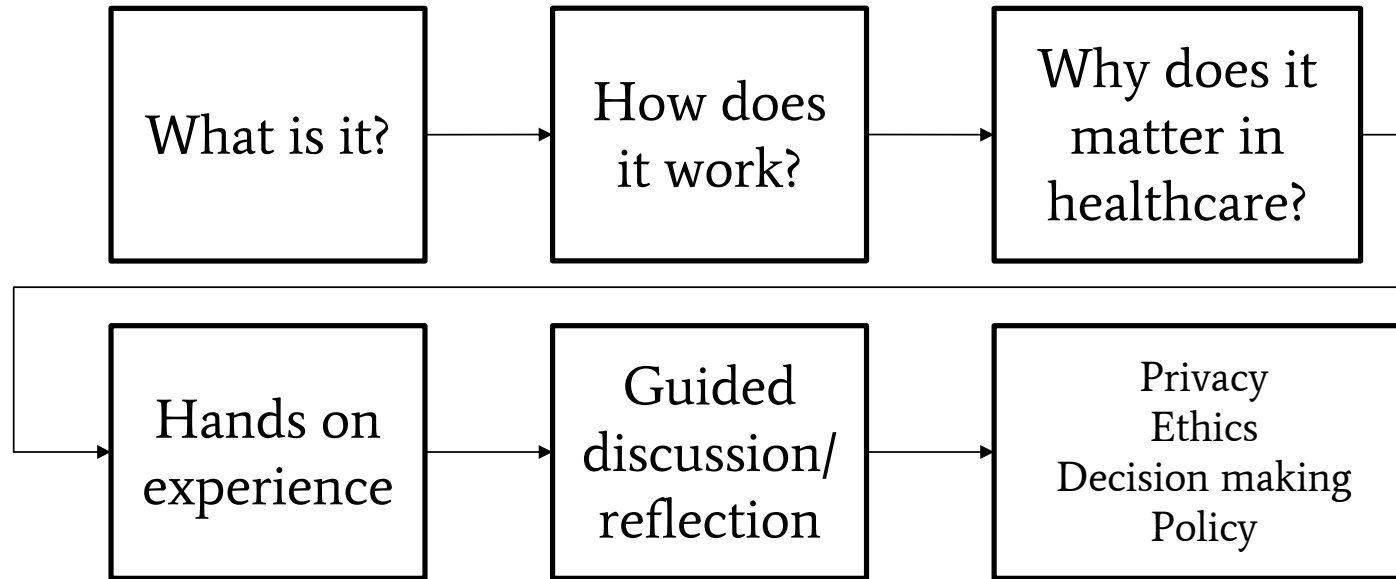 What is it?
How does
it work?
Why does it
matter in
healthcare?
Hands on
experience
Guided
discussion/
reflection
Privacy
Ethics
Decision making
Policy